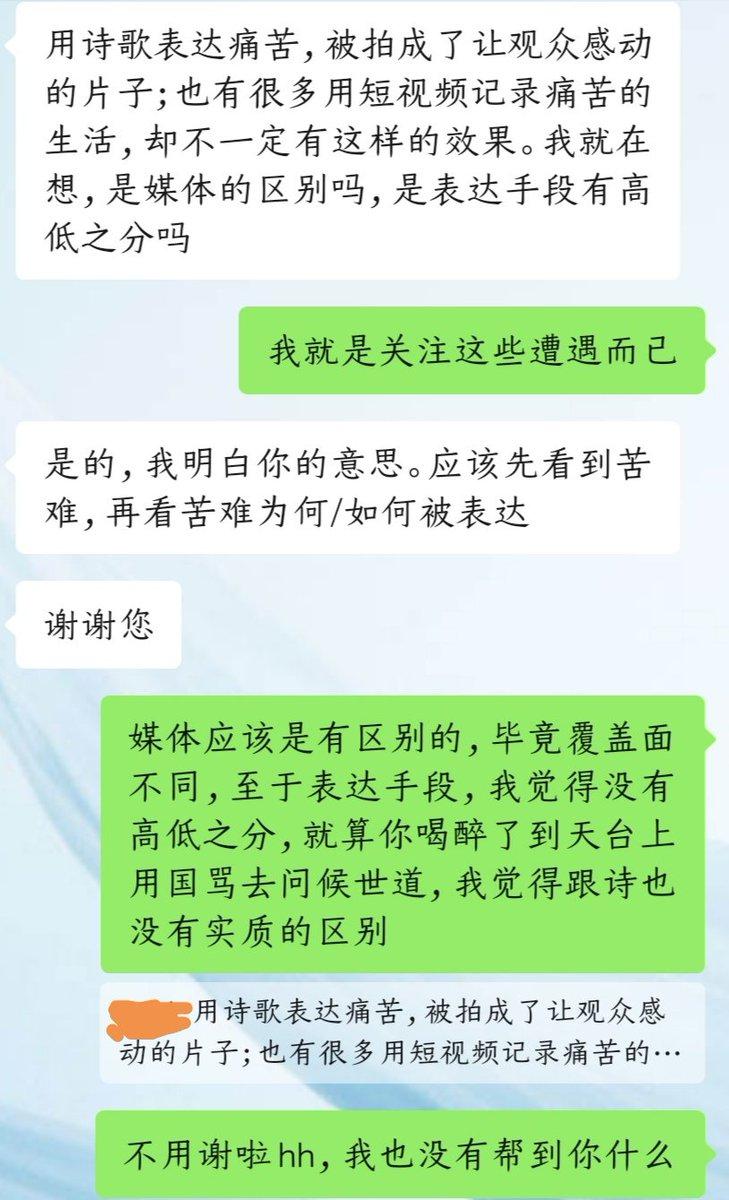 用诗歌表达痛苦,被拍成了让观众感动
的片子;也有很多用短视频记录痛苦的
生活,却不一定有这样的效果。我就在
想,是媒体的区别吗,是表达手段有高
低之分吗
我就是关注这些遭遇而已
是的,我明白你的意思。应该先看到苦
难,再看苦难为何/如何被表达
谢谢您
媒体应该是有区别的,毕竟覆盖面
不同,至于表达手段,我觉得没有
高低之分,就算你喝醉了到天台上
用国骂去问候世道,我觉得跟诗也
没有实质的区别
用诗歌表达痛苦,被拍成了让观众感
动的片子;也有很多用短视频记录痛苦的…
不用谢啦hh,我也没有帮到你什么